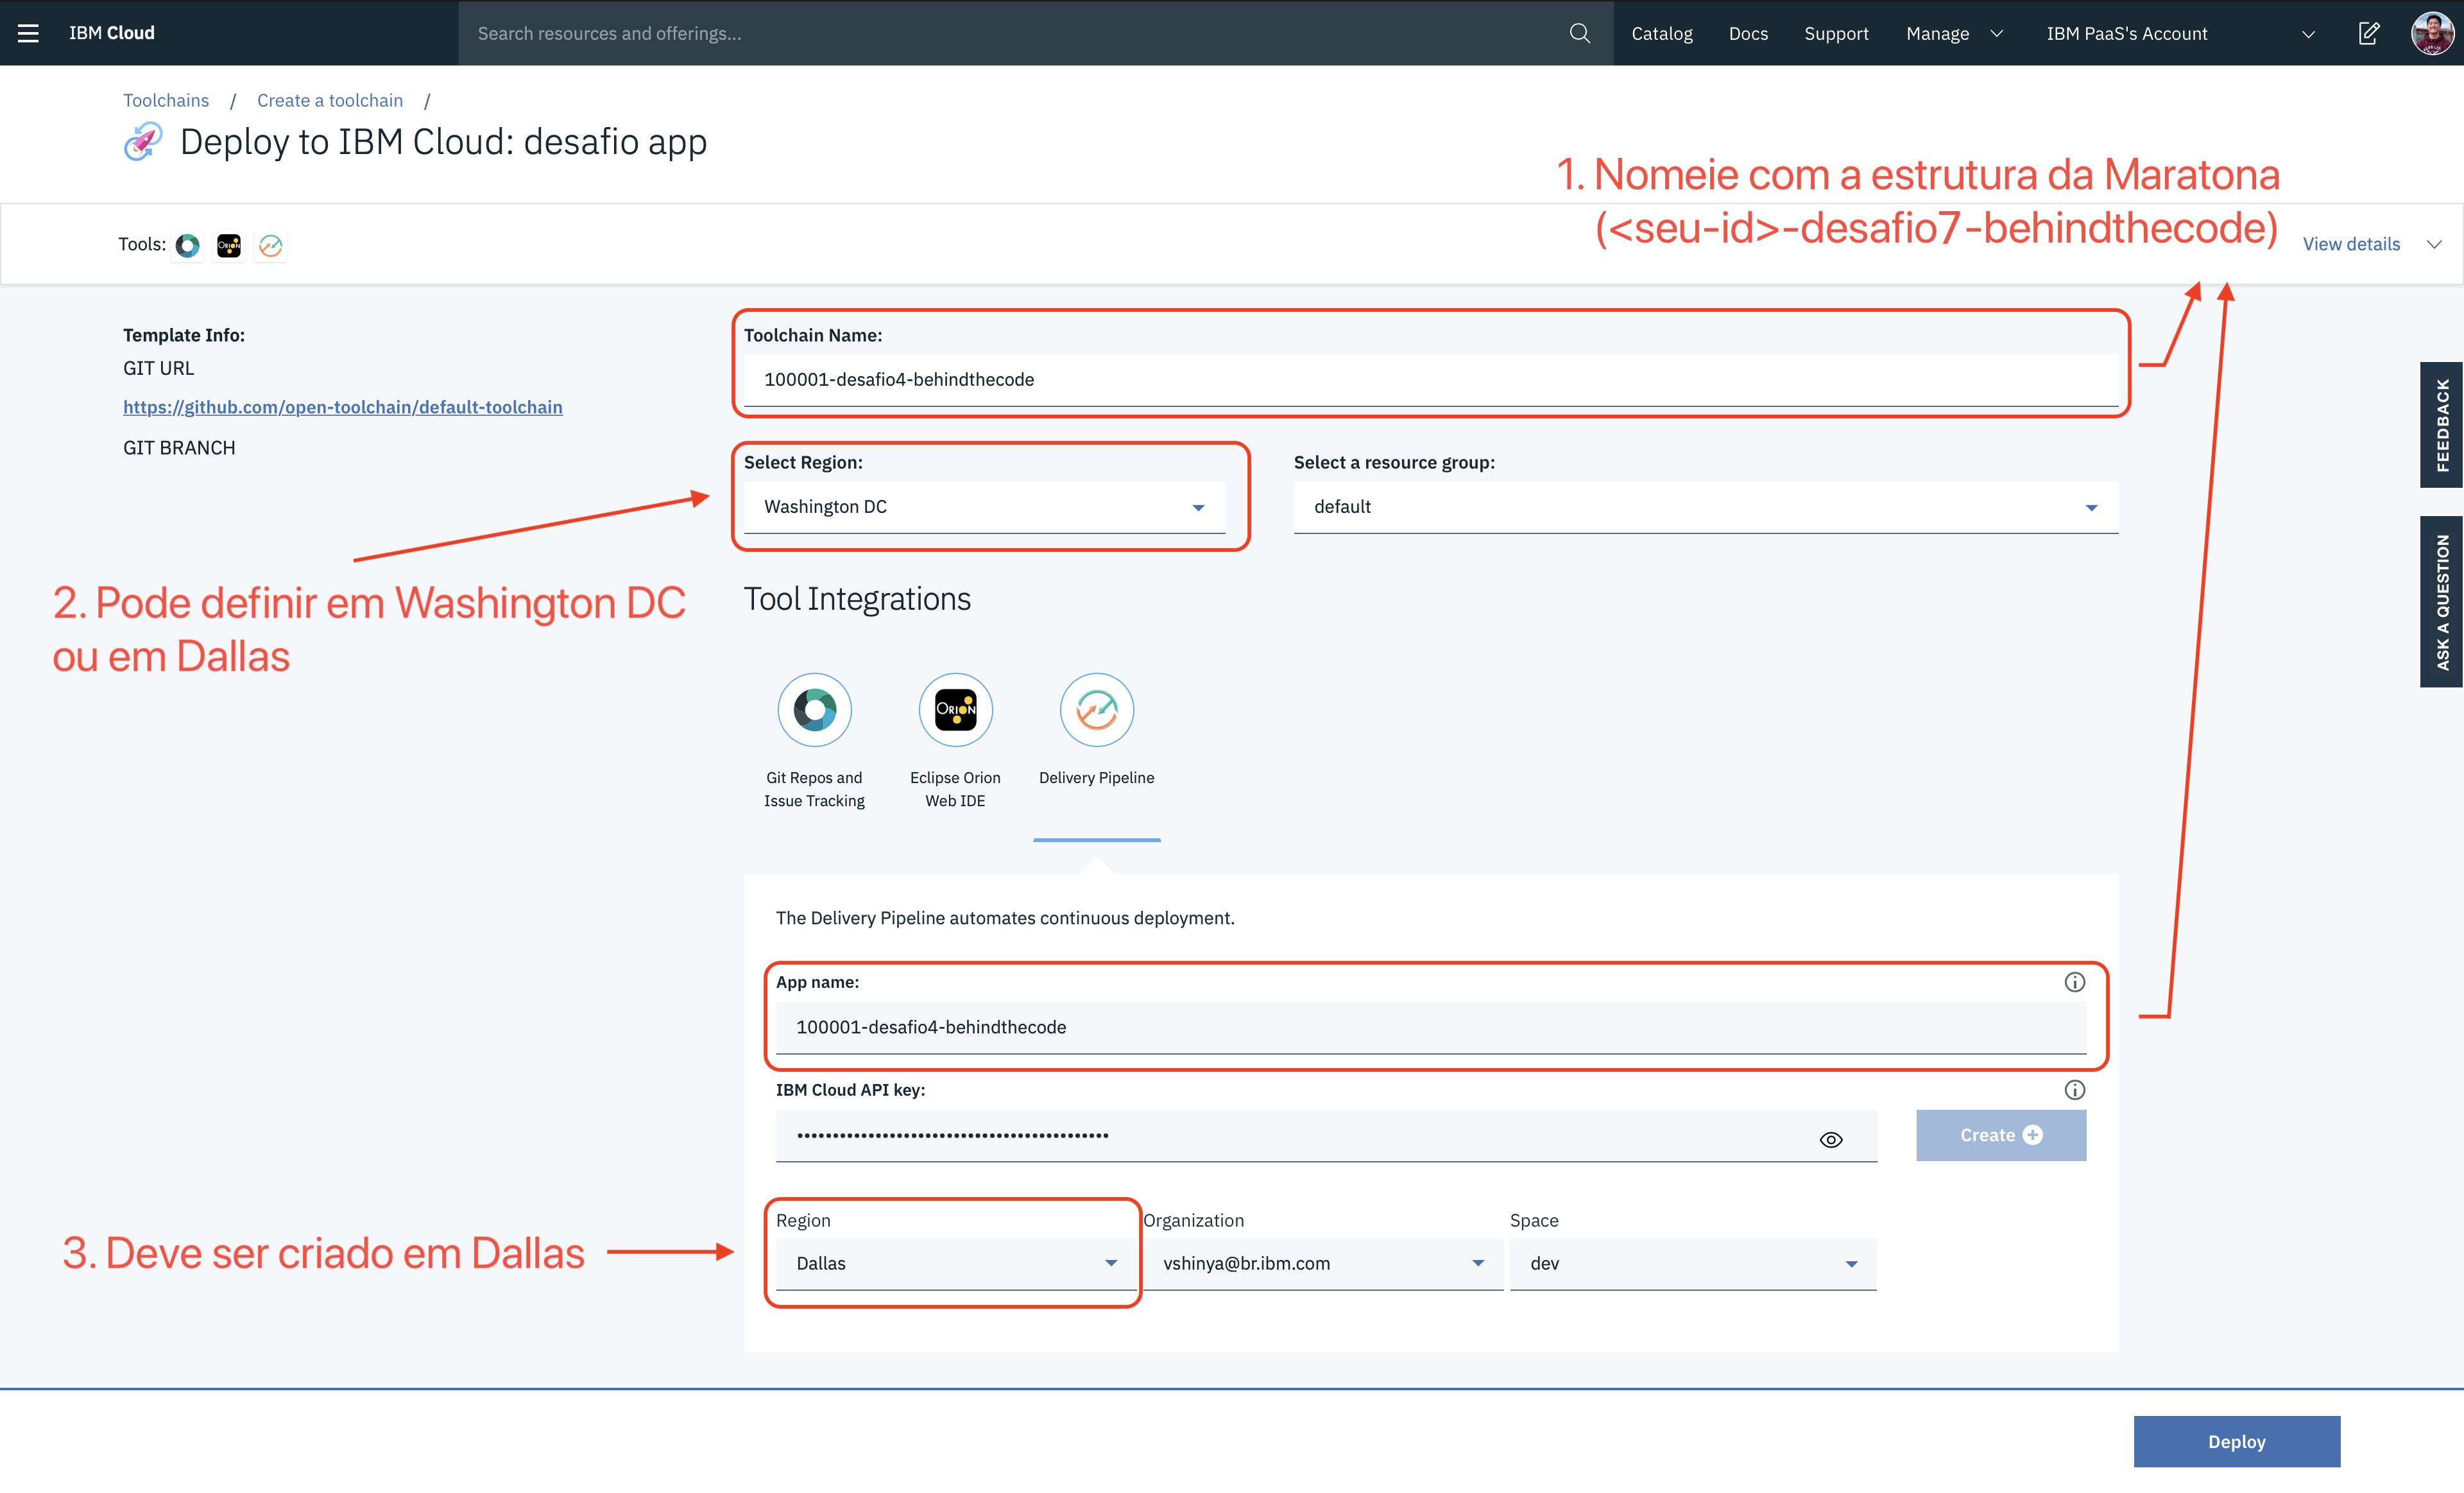 IBM Cloud
Search resources and offerings...
Catalog
Docs
Support
Manage
IBM PaaS's Account
Toolchains / Create a toolchain /
Deploy to IBM Cloud: desafio app
1. Nomeie com a estrutura da Maratona
(<seu-id>-desafio7-behindthecode)
Tools:
ORION
View details
Template Info:
GIT URL
https://github.com/open-toolchain/default-toolchain
GIT BRANCH
Toolchain Name:
100001-desafio4-behindthecode
Select Region:
Washington DC
Select a resource group:
default
2. Pode definir em Washington DC
ou em Dallas
FEEDBACK
ASK A QUESTION
Tool Integrations
ORION
Git Repos and
Issue Tracking
Eclipse Orion
Web IDE
Delivery Pipeline
The Delivery Pipeline automates continuous deployment.
App name:
100001-desafio4-behindthecode
IBM Cloud API key:
••••••••••••••••••••••••••••••••••••••••••••
Create
3. Deve ser criado em Dallas
Region
Dallas
Organization
vshinya@br.ibm.com
Space
dev
Deploy